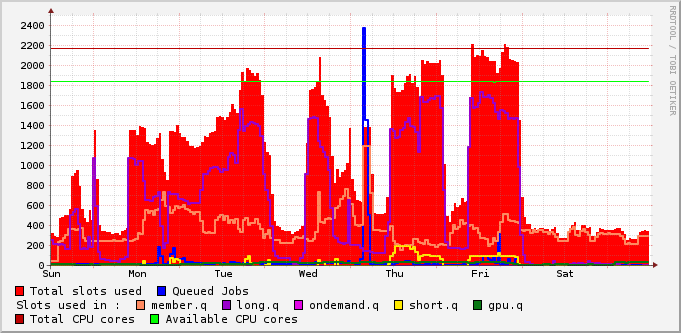 RRDTOOL / TOBI OETIKER
2400
2200
2000
1800
1600
1400
1200
1000
800
600
400
200
0
Sun Mon Tue Wed Thu Fri Sat
Total slots used Queued Jobs
Slots used in : member.q long.q ondemand.q short.q gpu.q
Total CPU cores Available CPU cores